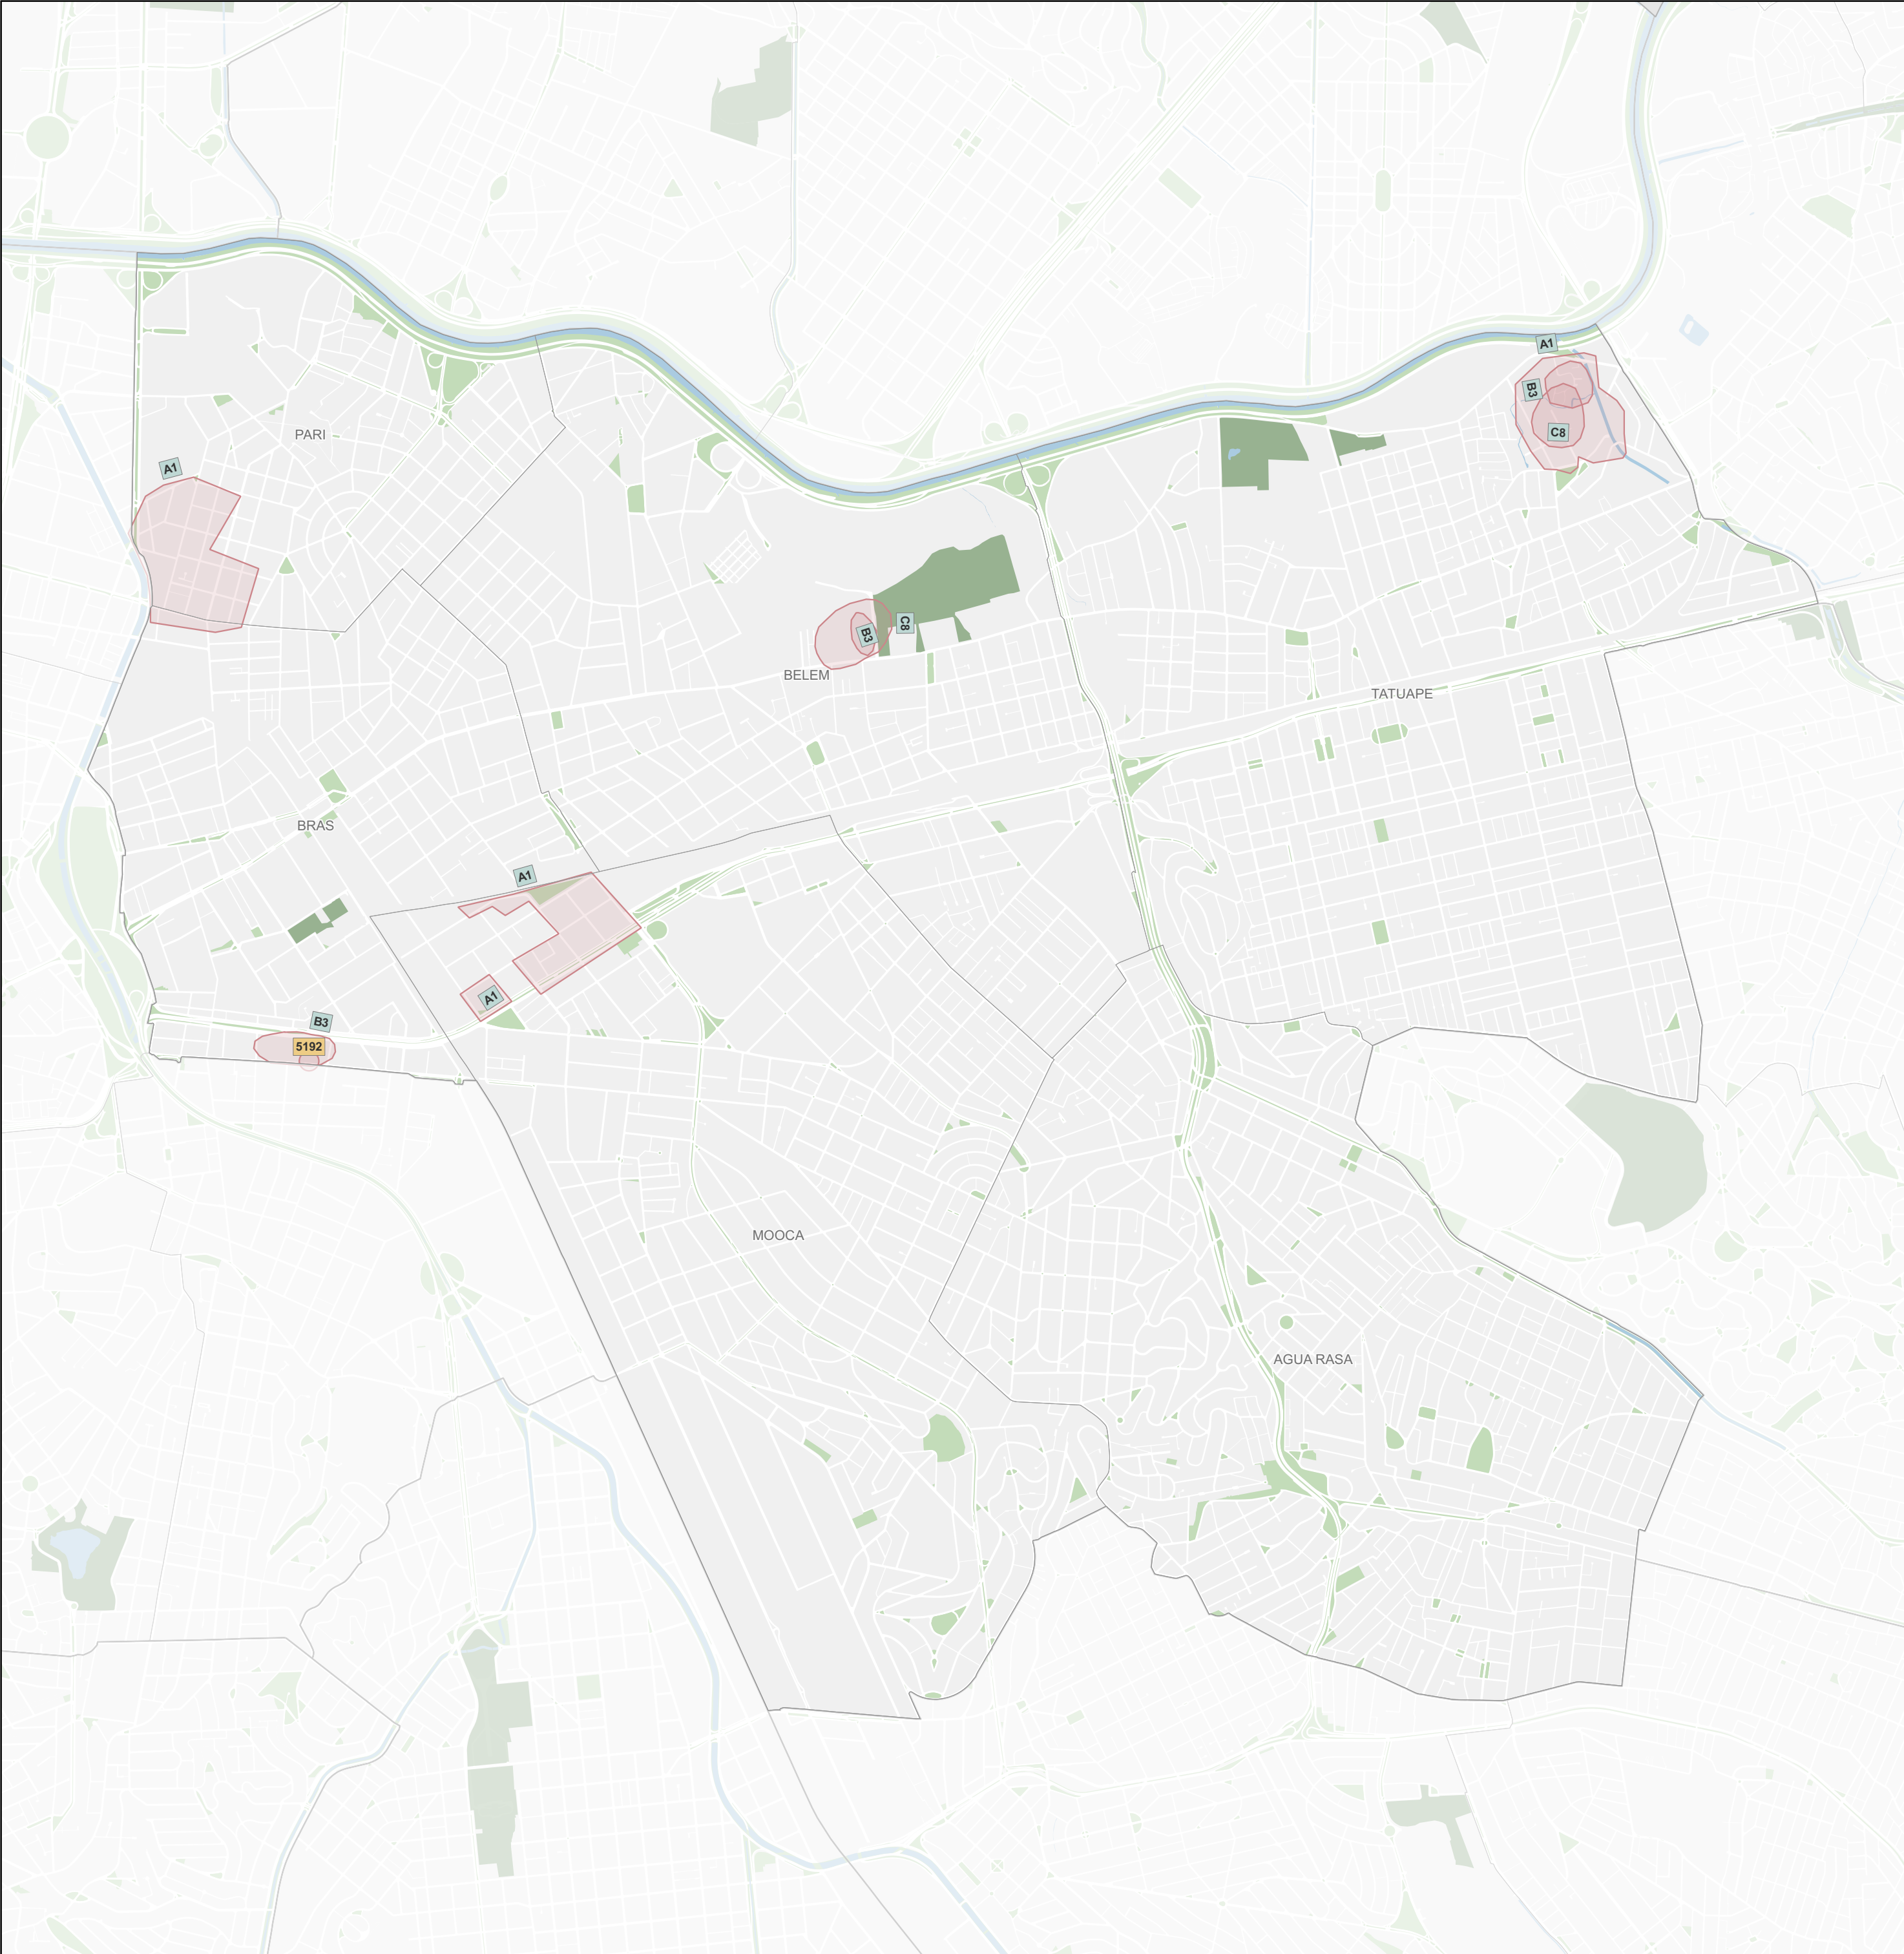 A1
B3
C8
PARI
A1
C8
B3
BELEM
TATUAPE
BRAS
A1
A1
B3
5192
MOOCA
AGUA RASA